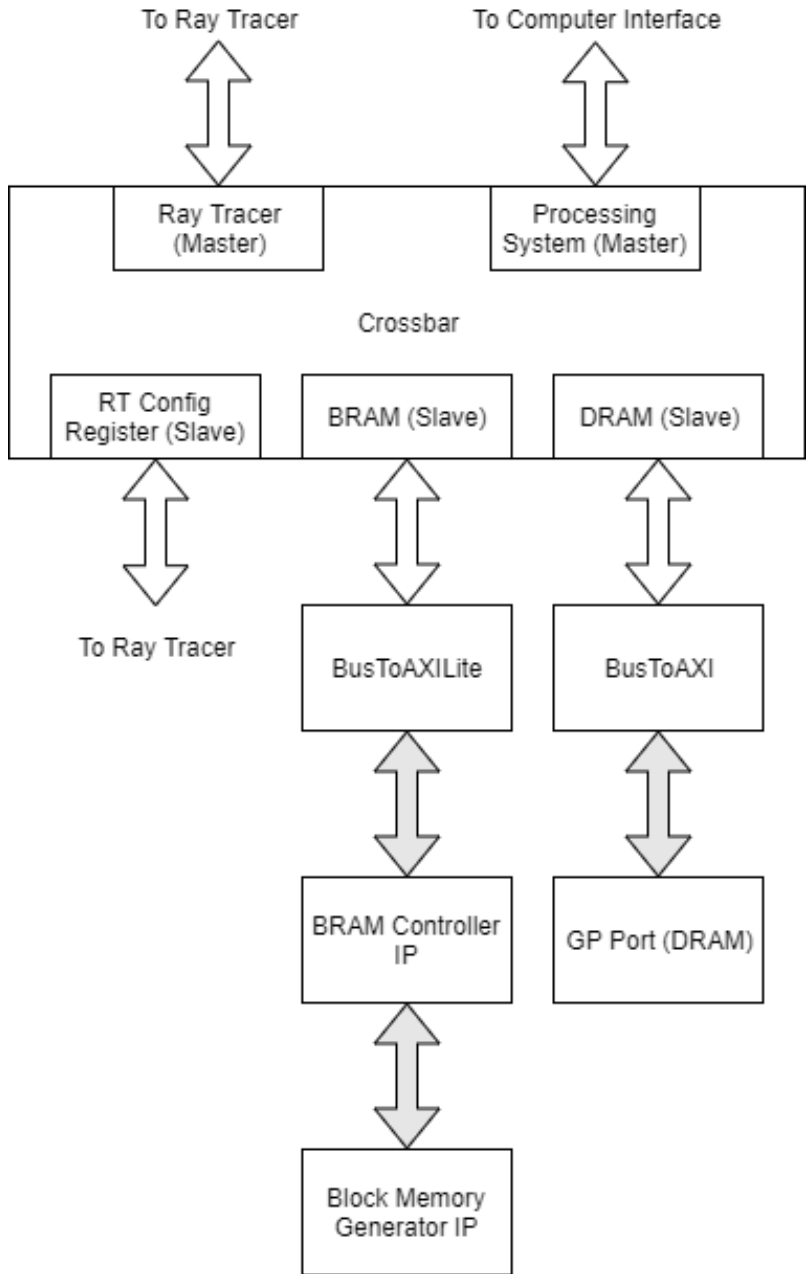 To Ray Tracer
To Computer Interface
Ray Tracer
(Master)
Processing
System (Master)
Crossbar
RT Config
Register (Slave)
BRAM (Slave)
DRAM (Slave)
To Ray Tracer
BusToAXILite
BusToAXI
BRAM Controller
IP
GP Port (DRAM)
Block Memory
Generator IP